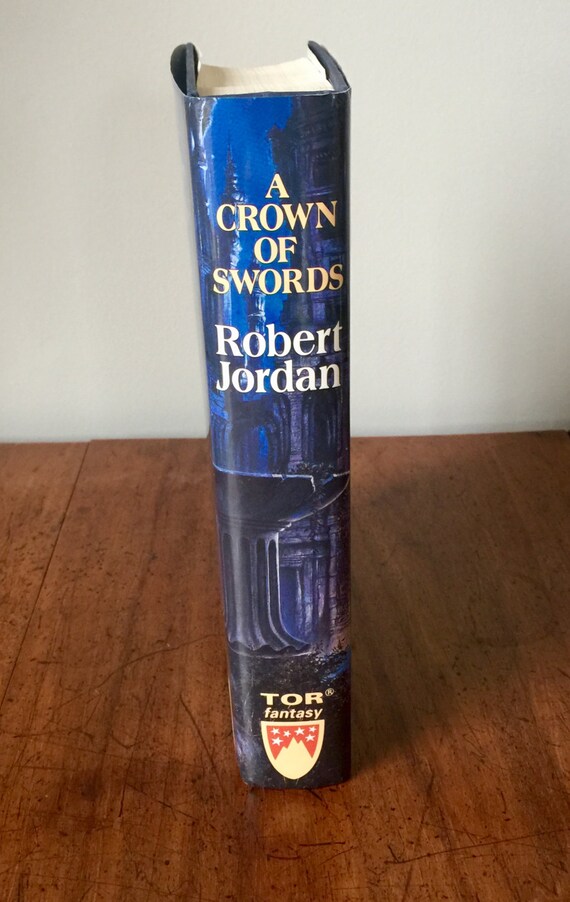 A
CROWN
OF
SWORDS
Robert
Jordan
TOR®
fantasy